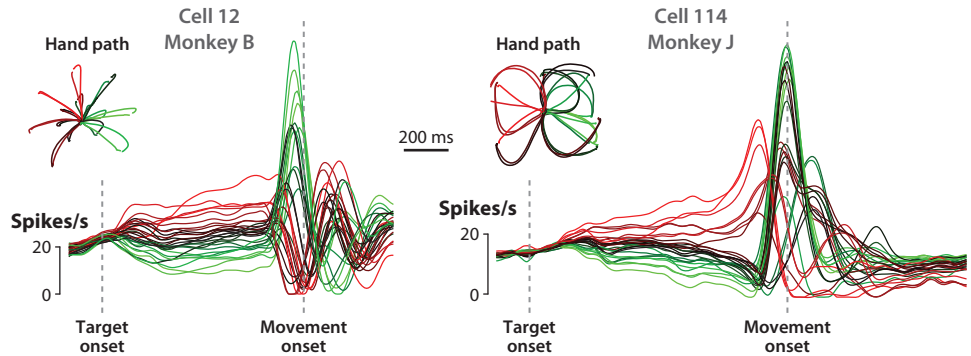 Cell 12
Monkey B
Hand path
Spikes/s
20
0
Target
onset
Movement
onset
200 ms
Cell 114
Monkey J
Hand path
Spikes/s
20
0
Target
onset
Movement
onset